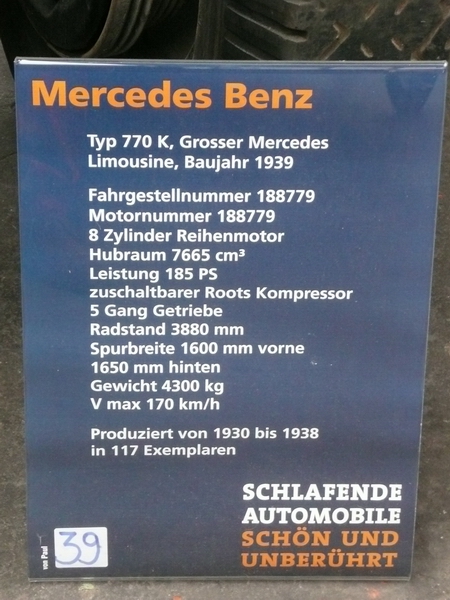 Mercedes Benz
Typ 770 K, Grosser Mercedes
Limousine, Baujahr 1939
Fahrgestellnummer 188779
Motornummer 188779
8 Zylinder Reihenmotor
Hubraum 7665 cm³
Leistung 185 PS
zuschaltbarer Roots Kompressor
5 Gang Getriebe
Radstand 3880 mm
Spurbreite 1600 mm vorne
1650 mm hinten
Gewicht 4300 kg
V max 170 km/h
Produziert von 1930 bis 1938
in 117 Exemplaren
SCHLAFENDE
AUTOMOBILE
SCHÖN UND
UNBERÜHRT
von Paul
39